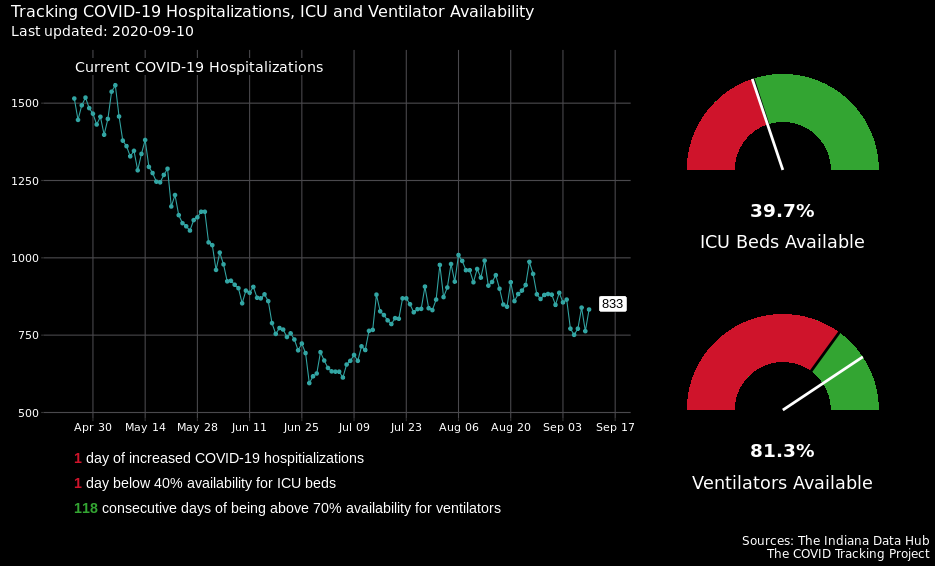 Tracking COVID-19 Hospitalizations, ICU and Ventilator Availability
Last updated: 2020-09-10
Current COVID-19 Hospitalizations
1500
1250
1000
750
500
833
Apr 30 May 14 May 28 Jun 11 Jun 25 Jul 09 Jul 23 Aug 06 Aug 20 Sep 03 Sep 17
1 day of increased COVID-19 hospitializations
1 day below 40% availability for ICU beds
118 consecutive days of being above 70% availability for ventilators
39.7%
ICU Beds Available
81.3%
Ventilators Available
Sources: The Indiana Data Hub
The COVID Tracking Project